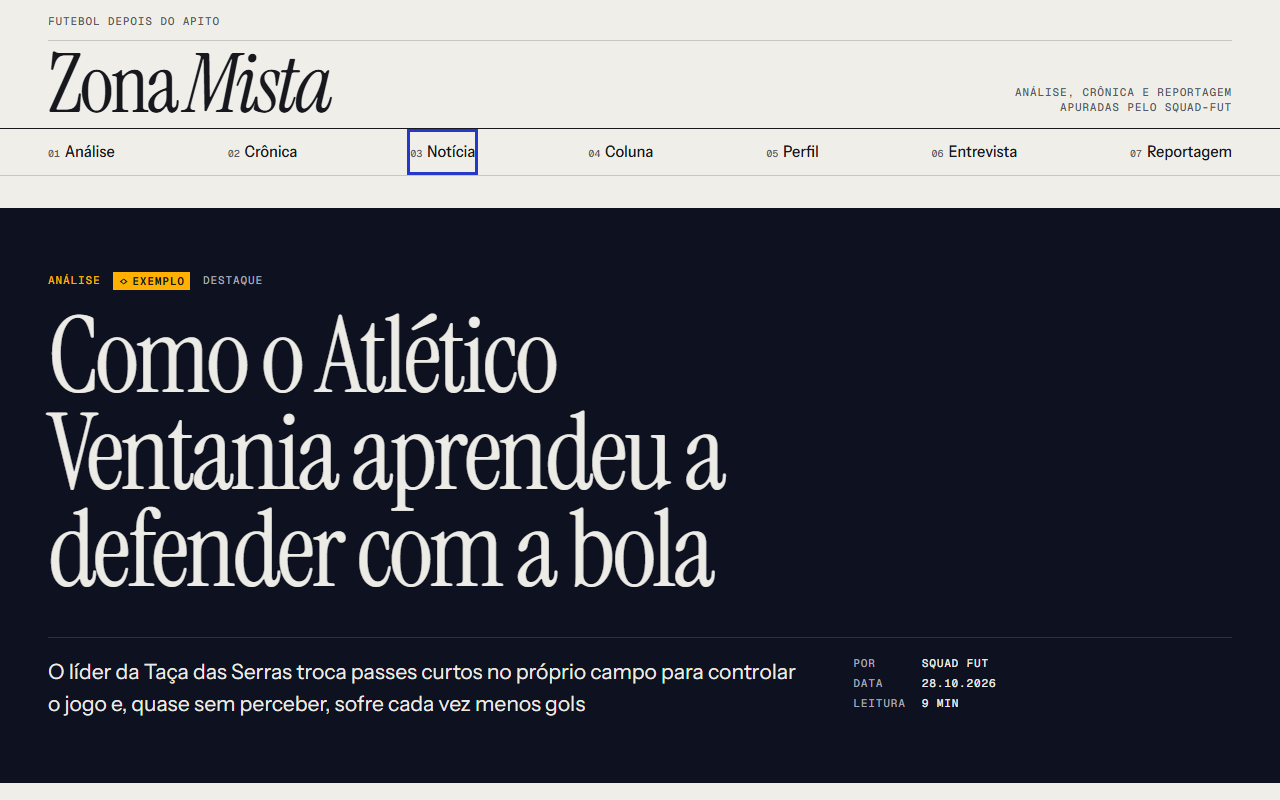 FUTEBOL DEPOIS DO APITO
Zona Mista
ANÁLISE, CRÔNICA E REPORTAGEM
APURADAS PELO SQUAD-FUT
01 Análise
02 Crônica
03 Notícia
04 Coluna
05 Perfil
06 Entrevista
07 Reportagem
ANÁLISE
EXEMPLO
DESTAQUE
Como o Atlético
Ventania aprendeu a
defender com a bola
O líder da Taça das Serras troca passes curtos no próprio campo para controlar
o jogo e, quase sem perceber, sofre cada vez menos gols
POR SQUAD FUT
DATA 28.10.2026
LEITURA 9 MIN